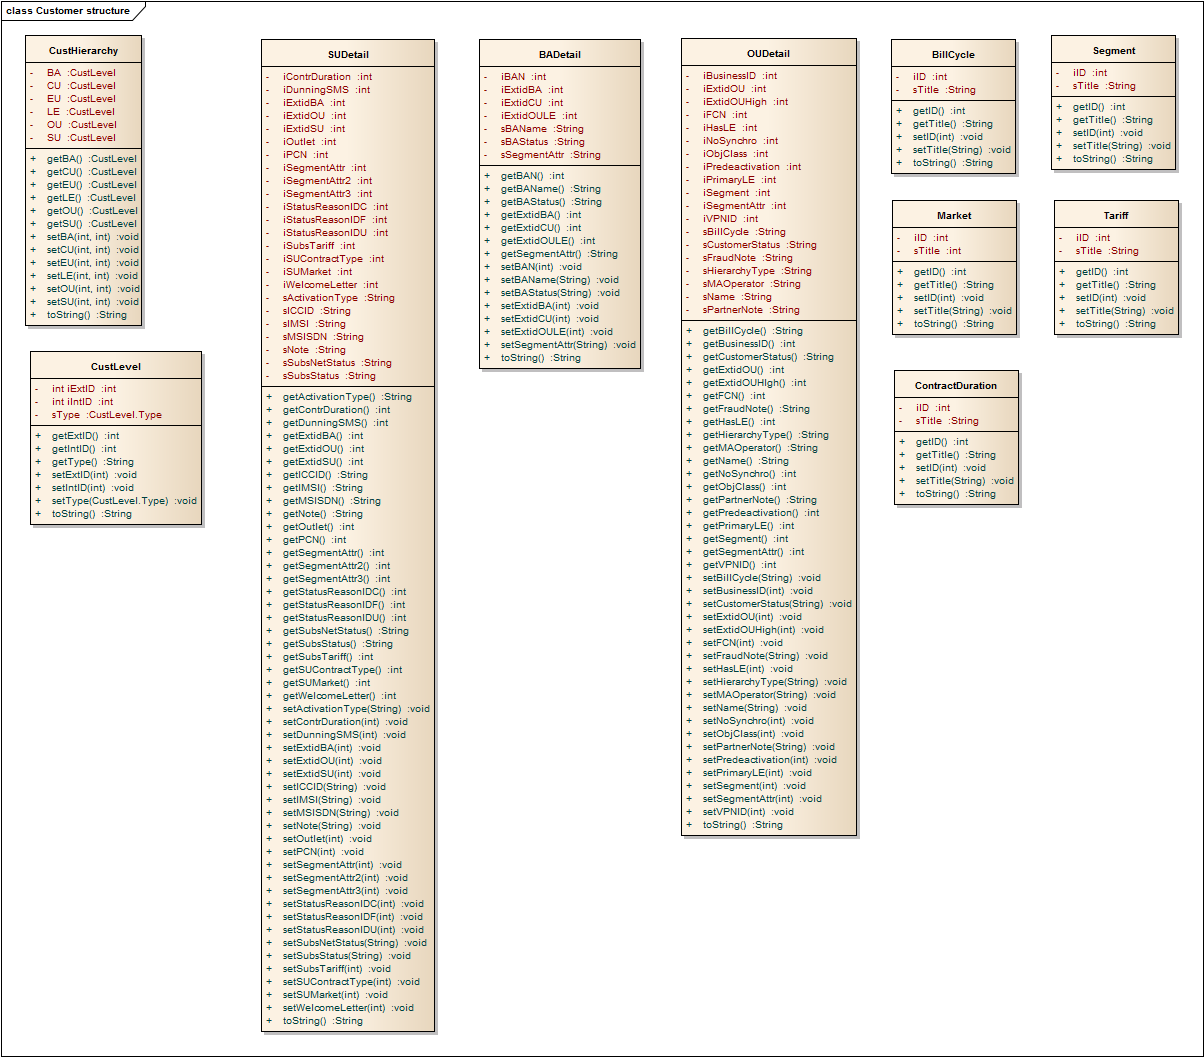 class Customer structure
CustHierarchy
- BA :CustLevel
- CU :CustLevel
- EU :CustLevel
- LE :CustLevel
- OU :CustLevel
- SU :CustLevel
+ getBA() :CustLevel
+ getCU() :CustLevel
+ getEU() :CustLevel
+ getLE() :CustLevel
+ getOU() :CustLevel
+ getSU() :CustLevel
+ setBA(int, int) :void
+ setCU(int, int) :void
+ setEU(int, int) :void
+ setLE(int, int) :void
+ setOU(int, int) :void
+ setSU(int, int) :void
+ toString() :String
CustLevel
- int iExtID :int
- int iIntID :int
- sType :CustLevel.Type
+ getExtID() :int
+ getIntID() :int
+ getType() :String
+ setExtID(int) :void
+ setIntID(int) :void
+ setType(CustLevel.Type) :void
+ toString() :String
SUDetail
- iContrDuration :int
- iDunningSMS :int
- iExtidBA :int
- iExtidOU :int
- iExtidSU :int
- iOutlet :int
- iPCN :int
- iSegmentAttr :int
- iSegmentAttr2 :int
- iSegmentAttr3 :int
- iStatusReasonIDC :int
- iStatusReasonIDF :int
- iStatusReasonIDU :int
- iSubsTariff :int
- iSUContractType :int
- iSUMarket :int
- iWelcomeLetter :int
- sActivationType :String
- sICCID :String
- sIMSI :String
- sMSISDN :String
- sNote :String
- sSubsNetStatus :String
- sSubsStatus :String
+ getActivationType() :String
+ getContrDuration() :int
+ getDunningSMS() :int
+ getExtidBA() :int
+ getExtidOU() :int
+ getExtidSU() :int
+ getICCID() :String
+ getIMSI() :String
+ getMSISDN() :String
+ getNote() :String
+ getOutlet() :int
+ getPCN() :int
+ getSegmentAttr() :int
+ getSegmentAttr2() :int
+ getSegmentAttr3() :int
+ getStatusReasonIDC() :int
+ getStatusReasonIDF() :int
+ getStatusReasonIDU() :int
+ getSubsNetStatus() :String
+ getSubsStatus() :String
+ getSubsTariff() :int
+ getSUContractType() :int
+ getSUMarket() :int
+ getWelcomeLetter() :int
+ setActivationType(String) :void
+ setContrDuration(int) :void
+ setDunningSMS(int) :void
+ setExtidBA(int) :void
+ setExtidOU(int) :void
+ setExtidSU(int) :void
+ setICCID(String) :void
+ setIMSI(String) :void
+ setMSISDN(String) :void
+ setNote(String) :void
+ setOutlet(int) :void
+ setPCN(int) :void
+ setSegmentAttr(int) :void
+ setSegmentAttr2(int) :void
+ setSegmentAttr3(int) :void
+ setStatusReasonIDC(int) :void
+ setStatusReasonIDF(int) :void
+ setStatusReasonIDU(int) :void
+ setSubsNetStatus(String) :void
+ setSubsStatus(String) :void
+ setSubsTariff(int) :void
+ setSUContractType(int) :void
+ setSUMarket(int) :void
+ setWelcomeLetter(int) :void
+ toString() :String
BADetail
- iBAN :int
- iExtidBA :int
- iExtidCU :int
- iExtidOULE :int
- sBAName :String
- sBAStatus :String
- sSegmentAttr :String
+ getBAN() :int
+ getBAName() :String
+ getBAStatus() :String
+ getExtidBA() :int
+ getExtidCU() :int
+ getExtidOULE() :int
+ getSegmentAttr() :String
+ setBAN(int) :void
+ setBAName(String) :void
+ setBAStatus(String) :void
+ setExtidBA(int) :void
+ setExtidCU(int) :void
+ setExtidOULE(int) :void
+ setSegmentAttr(String) :void
+ toString() :String
OUDetail
- iBusinessID :int
- iExtidOU :int
- iExtidOUHigh :int
- iFCN :int
- iHasLE :int
- iNoSynchro :int
- iObjClass :int
- iPredeactivation :int
- iPrimaryLE :int
- iSegment :int
- iSegmentAttr :int
- iVPNID :int
- sBillCycle :String
- sCustomerStatus :String
- sFraudNote :String
- sHierarchyType :String
- sMAOperator :String
- sName :String
- sPartnerNote :String
+ getBillCycle() :String
+ getBusinessID() :int
+ getCustomerStatus() :String
+ getExtidOU() :int
+ getExtidOUHigh() :int
+ getFCN() :int
+ getFraudNote() :String
+ getHasLE() :int
+ getHierarchyType() :String
+ getMAOperator() :String
+ getName() :String
+ getNoSynchro() :int
+ getObjClass() :int
+ getPartnerNote() :String
+ getPredeactivation() :int
+ getPrimaryLE() :int
+ getSegment() :int
+ getSegmentAttr() :int
+ getVPNID() :int
+ setBillCycle(String) :void
+ setBusinessID(int) :void
+ setCustomerStatus(String) :void
+ setExtidOU(int) :void
+ setExtidOUHigh(int) :void
+ setFCN(int) :void
+ setFraudNote(String) :void
+ setHasLE(int) :void
+ setHierarchyType(String) :void
+ setMAOperator(String) :void
+ setName(String) :void
+ setNoSynchro(int) :void
+ setObjClass(int) :void
+ setPartnerNote(String) :void
+ setPredeactivation(int) :void
+ setPrimaryLE(int) :void
+ setSegment(int) :void
+ setSegmentAttr(int) :void
+ setVPNID(int) :void
+ toString() :String
BillCycle
- iID :int
- sTitle :String
+ getID() :int
+ getTitle() :String
+ setID(int) :void
+ setTitle(String) :void
+ toString() :String
Segment
- iID :int
- sTitle :String
+ getID() :int
+ getTitle() :String
+ setID(int) :void
+ setTitle(String) :void
+ toString() :String
Market
- iID :int
- sTitle :int
+ getID() :int
+ getTitle() :String
+ setID(int) :void
+ setTitle(String) :void
+ toString() :String
Tariff
- iID :int
- sTitle :String
+ getID() :int
+ getTitle() :String
+ setID(int) :void
+ setTitle(String) :void
+ toString() :String
ContractDuration
- iID :int
- sTitle :String
+ getID() :int
+ getTitle() :String
+ setID(int) :void
+ setTitle(String) :void
+ toString() :String